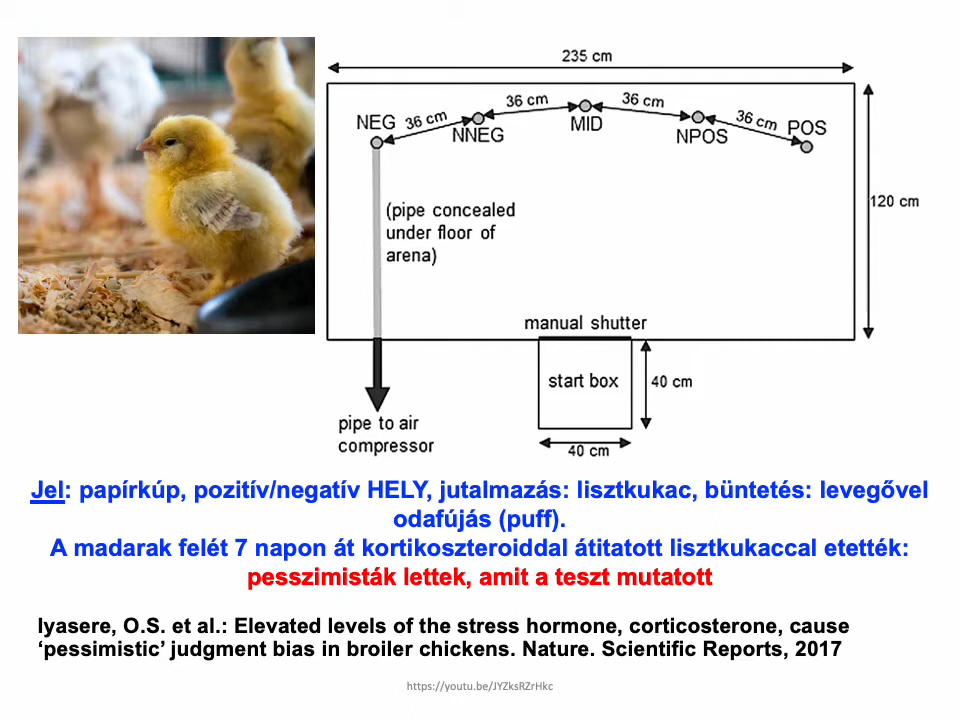 235 cm
36 cm
36 cm
36 cm
36 cm
NEG
NNEG
MID
NPOS
POS
(pipe concealed
under floor of
arena)
120 cm
manual shutter
start box
40 cm
40 cm
pipe to air
compressor
Jel: papírkúp, pozitív/negatív HELY, jutalmazás: lisztkukac, büntetés: levegővel
odafújás (puff).
A madarak felét 7 napon át kortikoszteroiddal átitatott lisztkukaccal etették:
pesszimisták lettek, amit a teszt mutatott
Iyasere, O.S. et al.: Elevated levels of the stress hormone, corticosterone, cause
‘pessimistic’ judgment bias in broiler chickens. Nature. Scientific Reports, 2017
https://youtu.be/JYZksRZrHkc